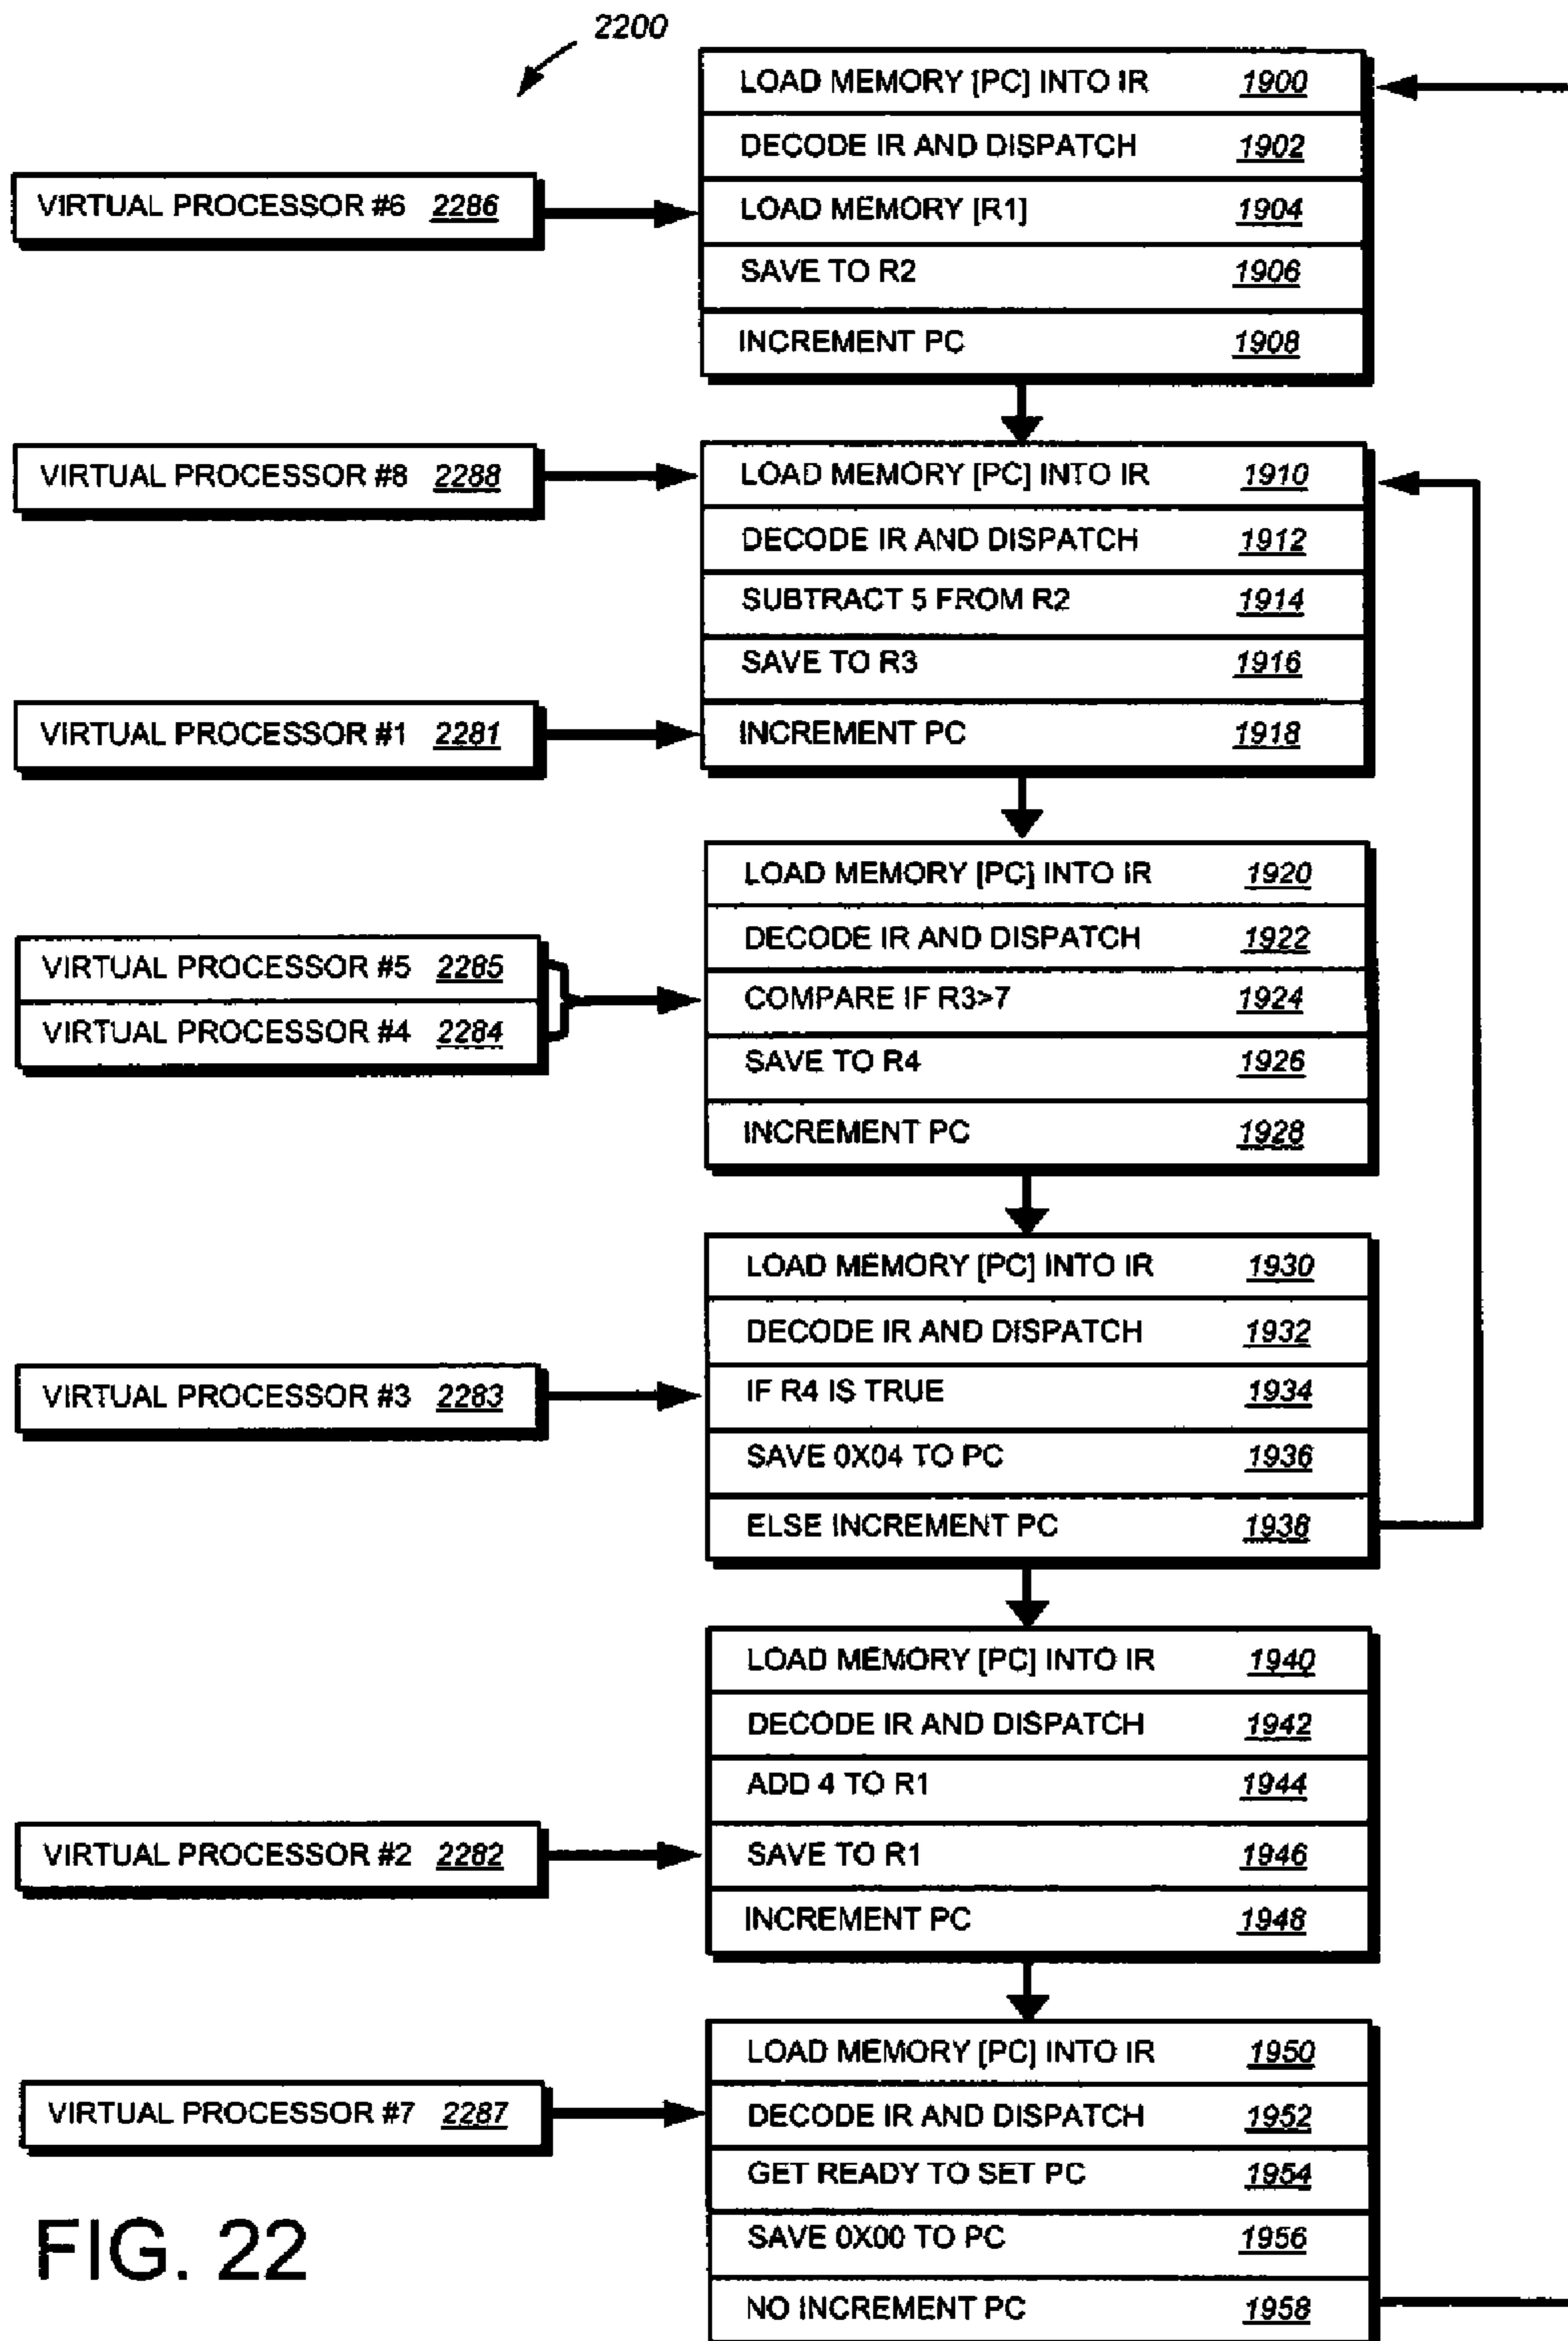 2200
LOAD MEMORY [PC] INTO IR 1900
DECODE IR AND DISPATCH 1902
VIRTUAL PROCESSOR #6 2286
LOAD MEMORY [R1] 1904
SAVE TO R2 1906
INCREMENT PC 1908
VIRTUAL PROCESSOR #8 2288
LOAD MEMORY [PC] INTO IR 1910
DECODE IR AND DISPATCH 1912
SUBTRACT 5 FROM R2 1914
SAVE TO R3 1916
VIRTUAL PROCESSOR #1 2281
INCREMENT PC 1918
LOAD MEMORY [PC] INTO IR 1920
DECODE IR AND DISPATCH 1922
VIRTUAL PROCESSOR #5 2285
VIRTUAL PROCESSOR #4 2284
COMPARE IF R3>7 1924
SAVE TO R4 1926
INCREMENT PC 1928
LOAD MEMORY [PC] INTO IR 1930
DECODE IR AND DISPATCH 1932
VIRTUAL PROCESSOR #3 2283
IF R4 IS TRUE 1934
SAVE 0X04 TO PC 1936
ELSE INCREMENT PC 1938
LOAD MEMORY [PC] INTO IR 1940
DECODE IR AND DISPATCH 1942
ADD 4 TO R1 1944
VIRTUAL PROCESSOR #2 2282
SAVE TO R1 1946
INCREMENT PC 1948
LOAD MEMORY [PC] INTO IR 1950
VIRTUAL PROCESSOR #7 2287
DECODE IR AND DISPATCH 1952
GET READY TO SET PC 1954
SAVE 0X00 TO PC 1956
NO INCREMENT PC 1958
FIG. 22